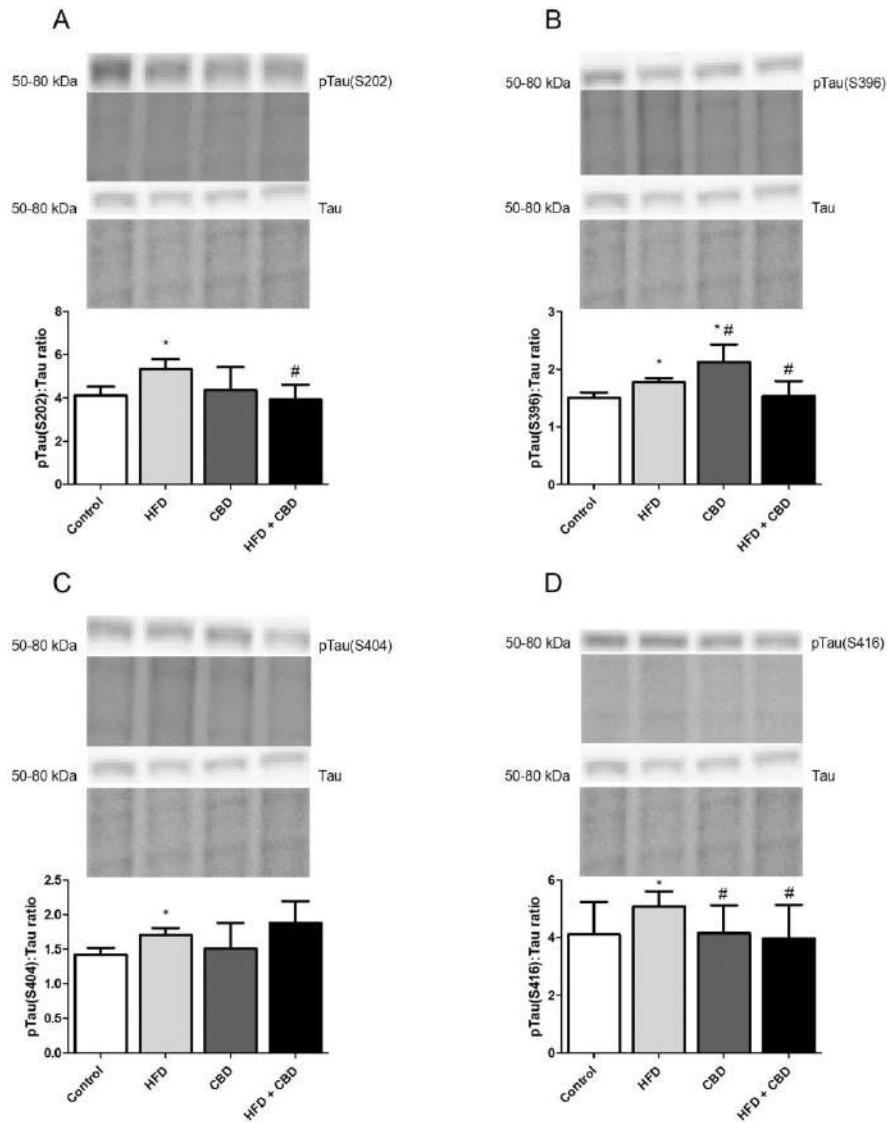 A
50-80 kDa
pTau(S202)
50-80 kDa
Tau
pTau(S202):Tau ratio
8
6
4
2
0
*
#
Control
HFD
CBD
HFD + CBD
B
50-80 kDa
pTau(S396)
50-80 kDa
Tau
pTau(S396):Tau ratio
3
2
1
0
*
* #
#
Control
HFD
CBD
HFD + CBD
C
50-80 kDa
pTau(S404)
50-80 kDa
Tau
pTau(S404):Tau ratio
2.5
2.0
1.5
1.0
0.5
0.0
*
Control
HFD
CBD
HFD + CBD
D
50-80 kDa
pTau(S416)
50-80 kDa
Tau
pTau(S416):Tau ratio
6
4
2
0
*
#
#
Control
HFD
CBD
HFD + CBD